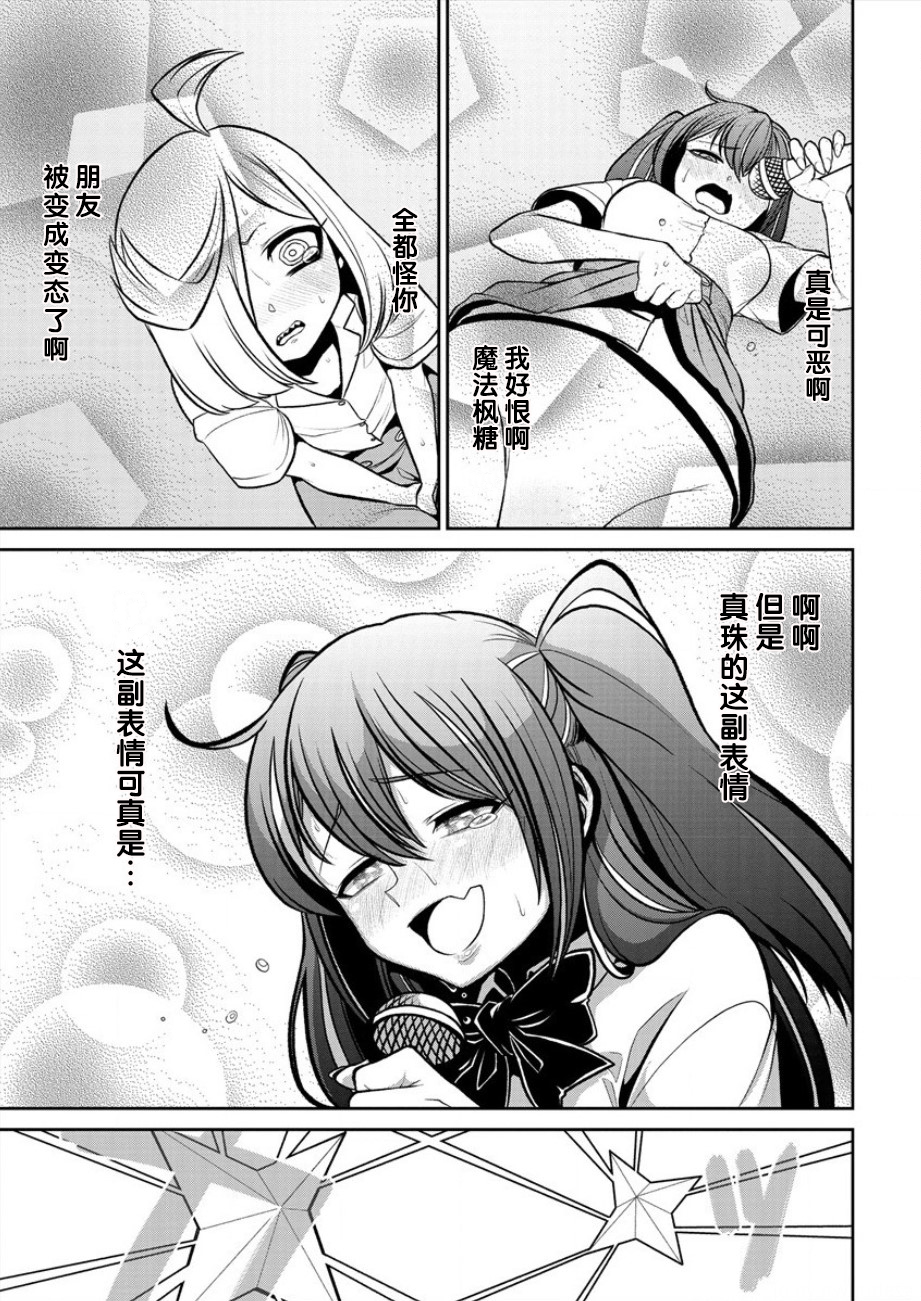 真是可恶啊
我好恨啊
魔法枫糖
全都怪你
朋友
被变成变态了啊
啊啊
但是
真珠的这副表情
这副表情可真是…